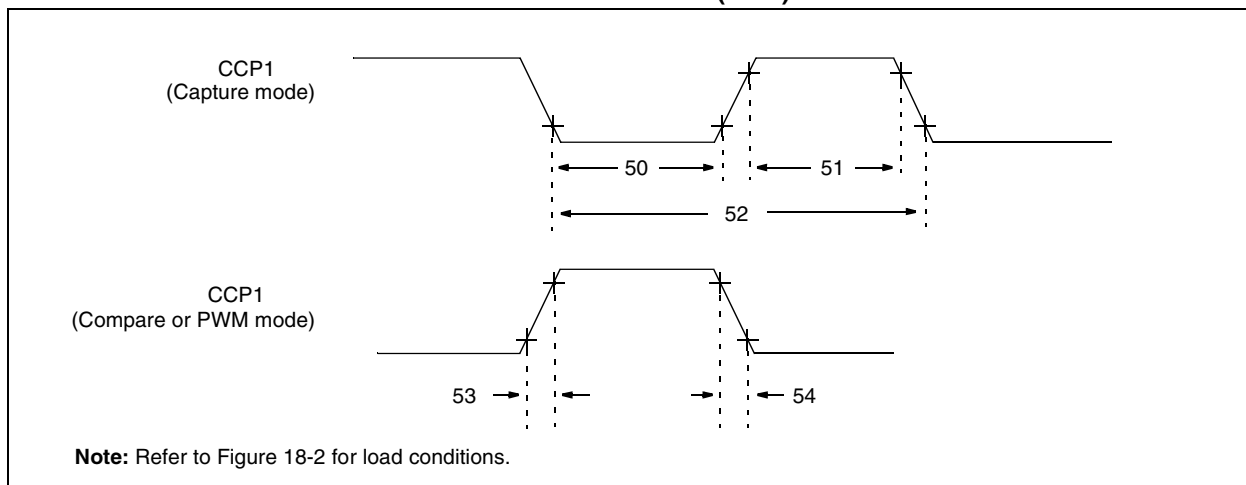 CCP1
(Capture mode)
50
51
52
CCP1
(Compare or PWM mode)
53
54
Note: Refer to Figure 18-2 for load conditions.